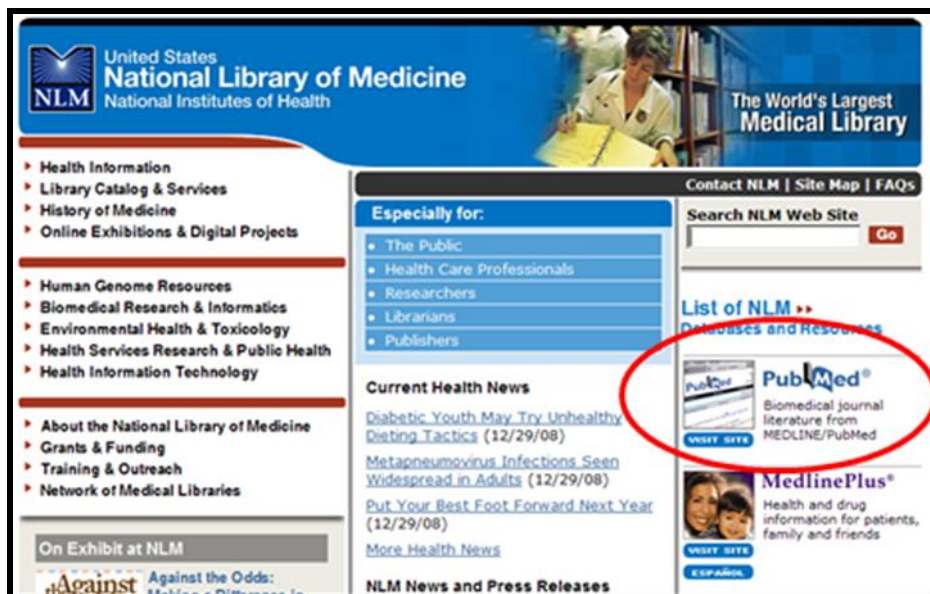 United States
National Library of Medicine
National Institutes of Health
NLM
The World's Largest
Medical Library
Contact NLM | Site Map | FAQs
Health Information
Library Catalog & Services
History of Medicine
Online Exhibitions & Digital Projects
Human Genome Resources
Biomedical Research & Informatics
Environmental Health & Toxicology
Health Services Research & Public Health
Health Information Technology
About the National Library of Medicine
Grants & Funding
Training & Outreach
Network of Medical Libraries
On Exhibit at NLM
Against
Against the Odds:
Making a Difference in
Especially for:
The Public
Health Care Professionals
Researchers
Librarians
Publishers
Current Health News
Diabetic Youth May Try Unhealthy
Dieting Tactics (12/29/08)
Metapneumovirus Infections Seen
Widespread in Adults (12/29/08)
Put Your Best Foot Forward Next Year
(12/29/08)
More Health News
NLM News and Press Releases
Search NLM Web Site
Go
List of NLM
Databases and Resources
PubMed
PubMed®
Biomedical journal
literature from
MEDLINE/PubMed
VISIT SITE
MedlinePlus®
Health and drug
information for patients,
family and friends
VISIT SITE
ESPAÑOL